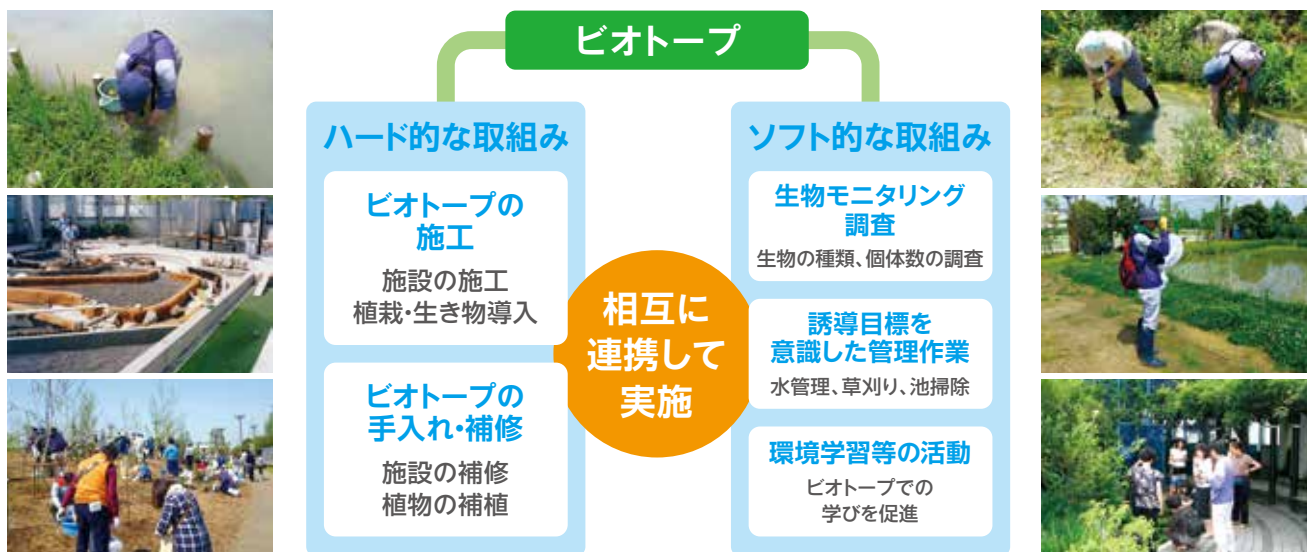 ビオトープ
ハード的な取組み
ビオトープの
施工
施設の施工
植栽・生き物導入
ビオトープの
手入れ・補修
施設の補修
植物の補植
相互に
連携して
実施
ソフト的な取組み
生物モニタリング
調査
生物の種類、個体数の調査
誘導目標を
意識した管理作業
水管理、草刈り、池掃除
環境学習等の活動
ビオトープでの
学びを促進